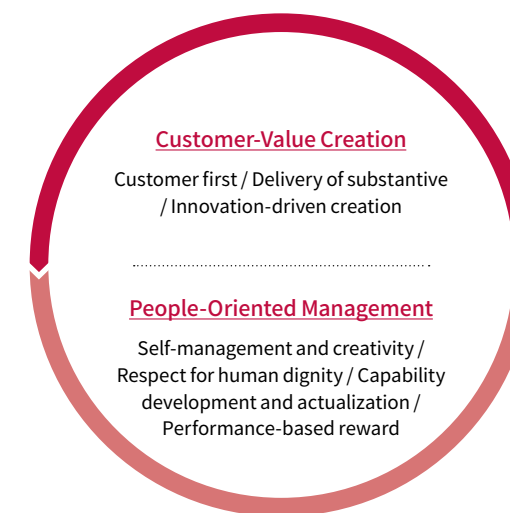 Customer-Value Creation
Customer first / Delivery of substantive
/ Innovation-driven creation
People-Oriented Management
Self-management and creativity /
Respect for human dignity / Capability
development and actualization /
Performance-based reward